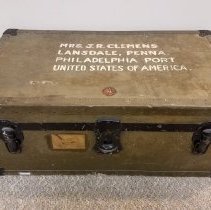 MRS. J. R. CLEMENS
LANSDALE, PENNA.
PHILADELPHIA PORT
UNITED STATES OF AMERICA.